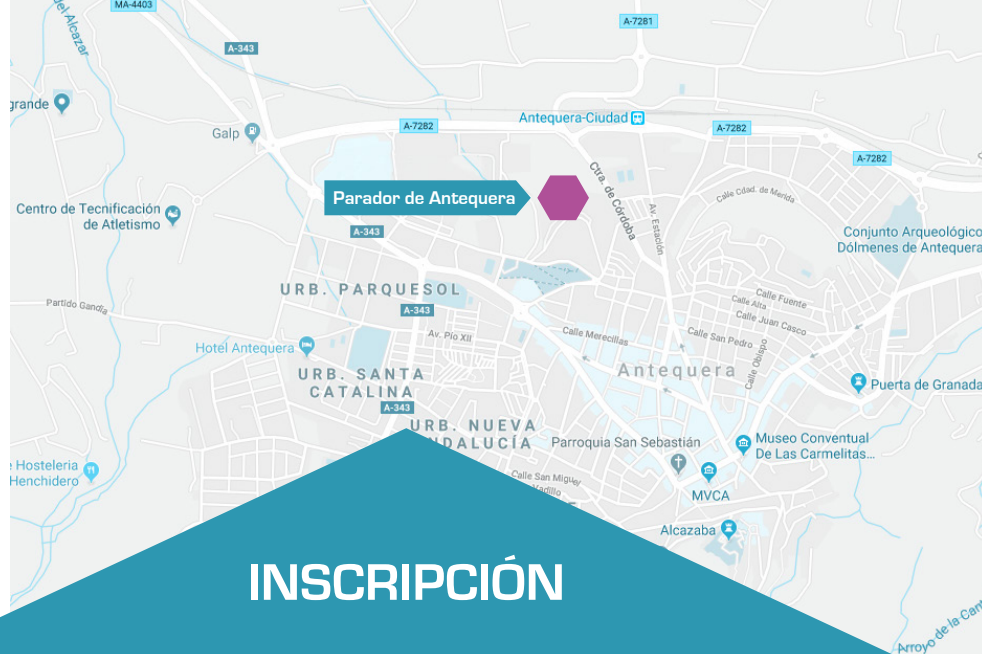 MA-4403
del Alcazar
A-7281
A-343
grande
Galp
A-7282
Antequera-Ciudad
A-7282
A-7282
Parador de Antequera
Ctra. de Córdoba
Calle Cdad. de Merida
Av. Estación
Centro de Tecnificación
de Atletismo
A-343
Conjunto Arqueológico
Dólmenes de Antequera
URB. PARQUESOL
A-343
Partido Gandía
Calle Fuente
Calle Alta
Calle Juan Casco
Av. Pío XII
Calle Merecillas
Calle San Pedro
Calle Obispo
Hotel Antequera
URB. SANTA
CATALINA
Antequera
Puerta de Granada
A-343
URB. NUEVA
NDALUCÍA
Parroquia San Sebastián
Museo Conventual
De Las Carmelitas...
e Hosteleria
Henchidero
Calle San Miguel
Vadillo
MVCA
Alcazaba
INSCRIPCIÓN
Arroyo de la Cant